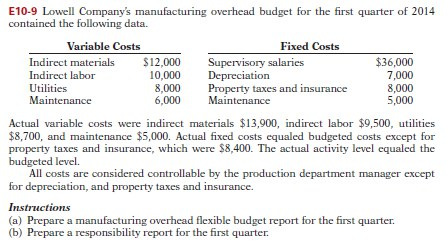 E10-9 Lowell Company's manufacturing overhead budget for the first quarter of 2014
contained the following data.
Variable Costs Fixed Costs
Indirect materials $12,000 Supervisory salaries $36,000
Indirect labor 10,000 Depreciation 7,000
Utilities 8,000 Property taxes and insurance 8,000
Maintenance 6,000 Maintenance 5,000
Actual variable costs were indirect materials $13,900, indirect labor $9,500, utilities
$8,700, and maintenance $5,000. Actual fixed costs equaled budgeted costs except for
property taxes and insurance, which were $8,400. The actual activity level equaled the
budgeted level.
All costs are considered controllable by the production department manager except
for depreciation, and property taxes and insurance.
Instructions
(a) Prepare a manufacturing overhead flexible budget report for the first quarter.
(b) Prepare a responsibility report for the first quarter.